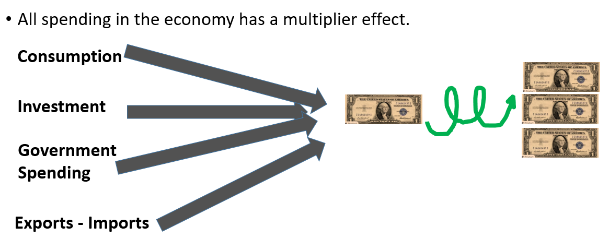 • All spending in the economy has a multiplier effect.
Consumption
Investment
Government
Spending
Exports - Imports